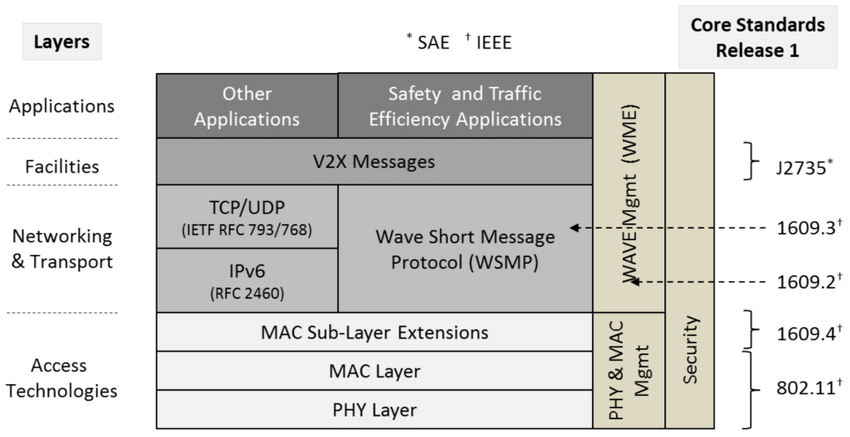 Layers
* SAE † IEEE
Core Standards
Release 1
Applications
Other
Applications
Safety and Traffic
Efficiency Applications
WAVE Mgmt (WME)
Security
Facilities
V2X Messages
J2735*
Networking
& Transport
TCP/UDP
(IETF RFC 793/768)
Wave Short Message
Protocol (WSMP)
1609.3†
IPv6
(RFC 2460)
1609.2†
Access
Technologies
MAC Sub-Layer Extensions
PHY & MAC
Mgmt
1609.4†
MAC Layer
802.11†
PHY Layer